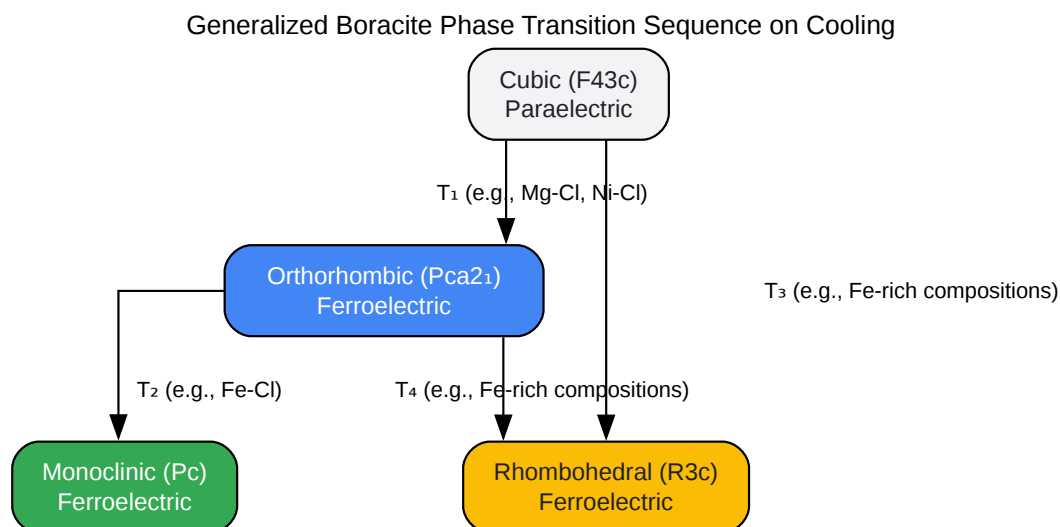 Generalized Boracite Phase Transition Sequence on Cooling
Cubic (F43c)
Paraelectric
T₁ (e.g., Mg-Cl, Ni-Cl)
Orthorhombic (Pca2₁)
Ferroelectric
T₃ (e.g., Fe-rich compositions)
T₂ (e.g., Fe-Cl)
T₄ (e.g., Fe-rich compositions)
Monoclinic (Pc)
Ferroelectric
Rhombohedral (R3c)
Ferroelectric